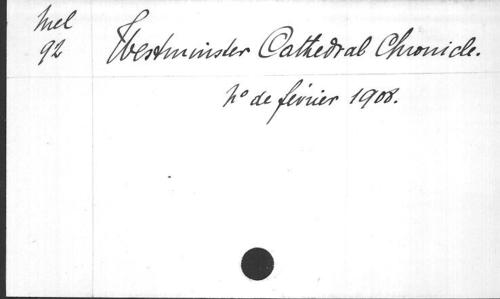 Mel
92
Westminster Cathedral Chronicle.
No de février 1908.